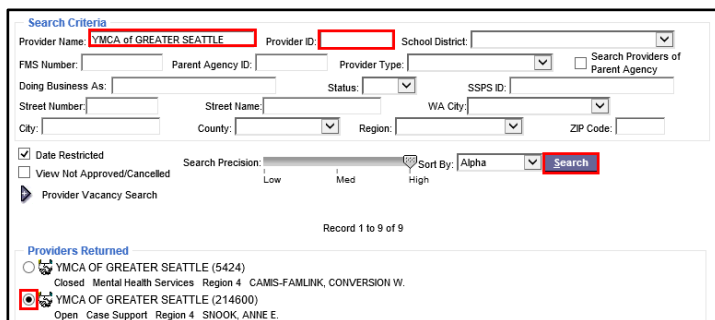 Search Criteria
Provider Name: YMCA of GREATER SEATTLE Provider ID: School District:
FMS Number: Parent Agency ID: Provider Type: Search Providers of Parent Agency
Doing Business As: Status: SSPS ID:
Street Number: Street Name: WA City:
City: County: Region: ZIP Code:
Date Restricted
View Not Approved/Cancelled
Search Precision: Sort By: Alpha Search
Low Med High
Provider Vacancy Search
Record 1 to 9 of 9
Providers Returned
YMCA OF GREATER SEATTLE (5424)
Closed Mental Health Services Region 4 CAMIS-FAMLINK, CONVERSION W.
YMCA OF GREATER SEATTLE (214600)
Open Case Support Region 4 SNOOK, ANNE E.